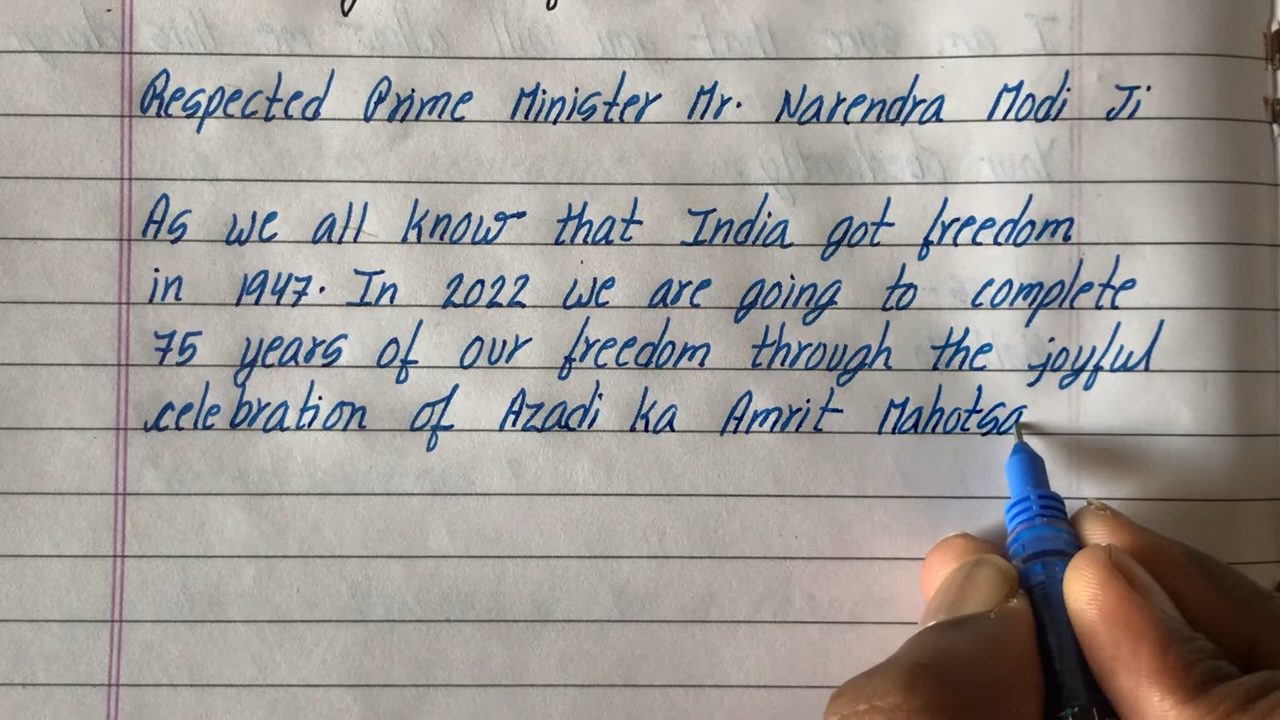 Respected Prime Minister Mr. Narendra Modi Ji
As we all know that India got freedom
in 1947. In 2022 we are going to complete
75 years of our freedom through the joyful
celebration of Azadi ka Amrit Mahotsa